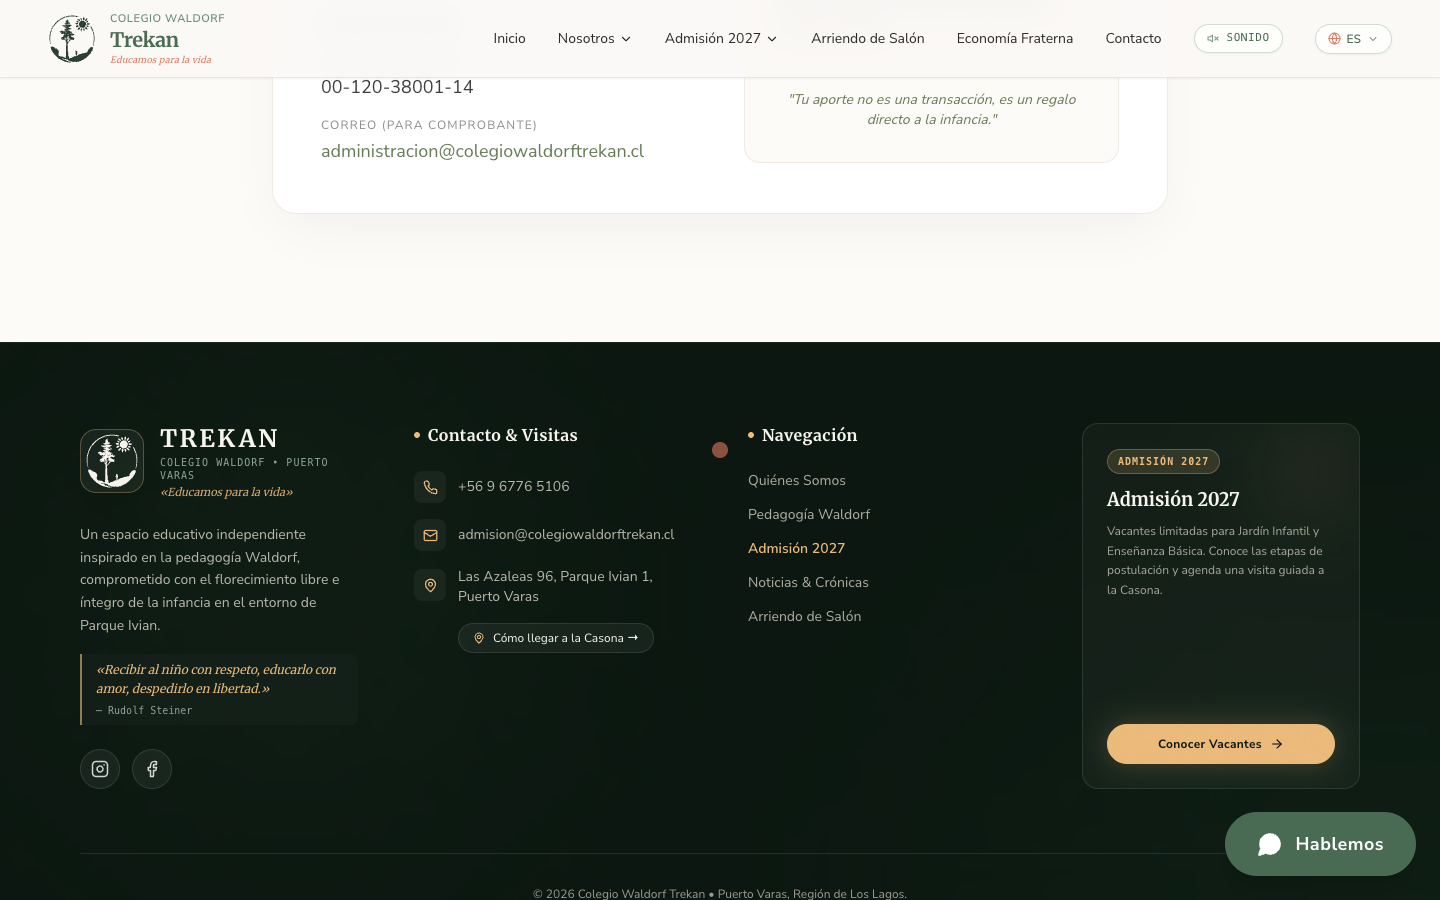 COLEGIO WALDORF
Trekan
Educamos para la vida
Inicio
Nosotros
Admisión 2027
Arriendo de Salón
Economía Fraterna
Contacto
SONIDO
ES
00-120-38001-14
CORREO (PARA COMPROBANTE)
administracion@colegiowaldorftrekan.cl
"Tu aporte no es una transacción, es un regalo
directo a la infancia."
TREKAN
COLEGIO WALDORF • PUERTO
VARAS
«Educamos para la vida»
Un espacio educativo independiente
inspirado en la pedagogía Waldorf,
comprometido con el florecimiento libre e
íntegro de la infancia en el entorno de
Parque Ivian.
«Recibir al niño con respeto, educarlo con
amor, despedirlo en libertad.»
— Rudolf Steiner
Contacto & Visitas
+56 9 6776 5106
admision@colegiowaldorftrekan.cl
Las Azaleas 96, Parque Ivian 1,
Puerto Varas
Cómo llegar a la Casona →
Navegación
Quiénes Somos
Pedagogía Waldorf
Admisión 2027
Noticias & Crónicas
Arriendo de Salón
ADMISIÓN 2027
Admisión 2027
Vacantes limitadas para Jardín Infantil y
Enseñanza Básica. Conoce las etapas de
postulación y agenda una visita guiada a
la Casona.
Conocer Vacantes →
Hablemos
© 2026 Colegio Waldorf Trekan • Puerto Varas, Región de Los Lagos.